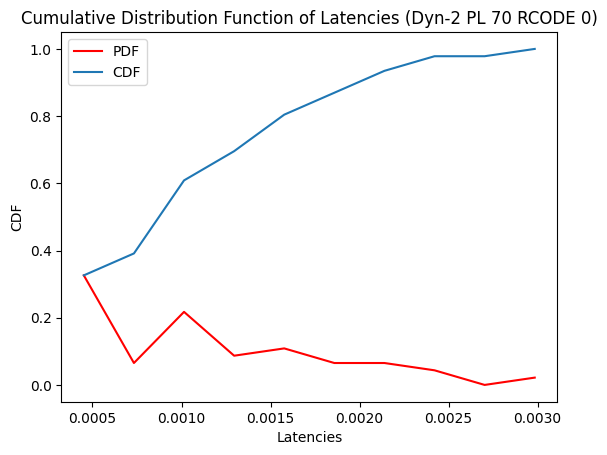 Cumulative Distribution Function of Latencies (Dyn-2 PL 70 RCODE 0)
PDF
CDF
CDF
1.0
0.8
0.6
0.4
0.2
0.0
0.0005 0.0010 0.0015 0.0020 0.0025 0.0030
Latencies